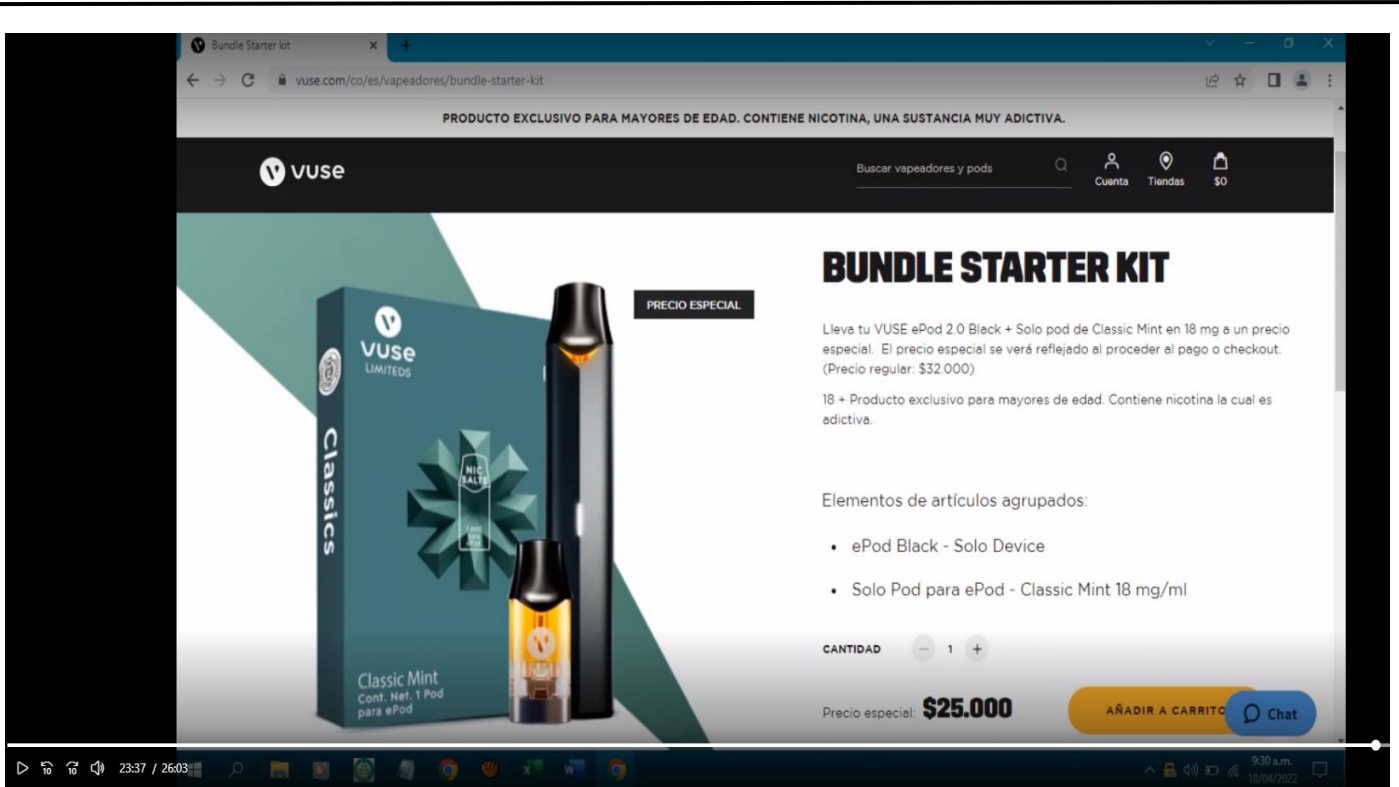 Bundle Starter kit
vuse.com/co/es/vapeadores/bundle-starter-kit
PRODUCTO EXCLUSIVO PARA MAYORES DE EDAD. CONTIENE NICOTINA, UNA SUSTANCIA MUY ADICTIVA.
VUSE
Buscar vapeadores y pods
Cuenta
Tiendas
$0
PRECIO ESPECIAL
VUSE
LIMITEDS
Classics
NIC
SALTS
1 pod
Classic Mint
Cont. Net. 1 Pod
para ePod
BUNDLE STARTER KIT
Lleva tu VUSE ePod 2.0 Black + Solo pod de Classic Mint en 18 mg a un precio
especial. El precio especial se verá reflejado al proceder al pago o checkout.
(Precio regular: $32.000)
18 + Producto exclusivo para mayores de edad. Contiene nicotina la cual es
adictiva.
Elementos de artículos agrupados:
• ePod Black - Solo Device
• Solo Pod para ePod - Classic Mint 18 mg/ml
CANTIDAD − 1 +
Precio especial: $25.000
AÑADIR A CARRITO
Chat
10 10 23:37 / 26:03
9:30 a.m.
18/04/2022